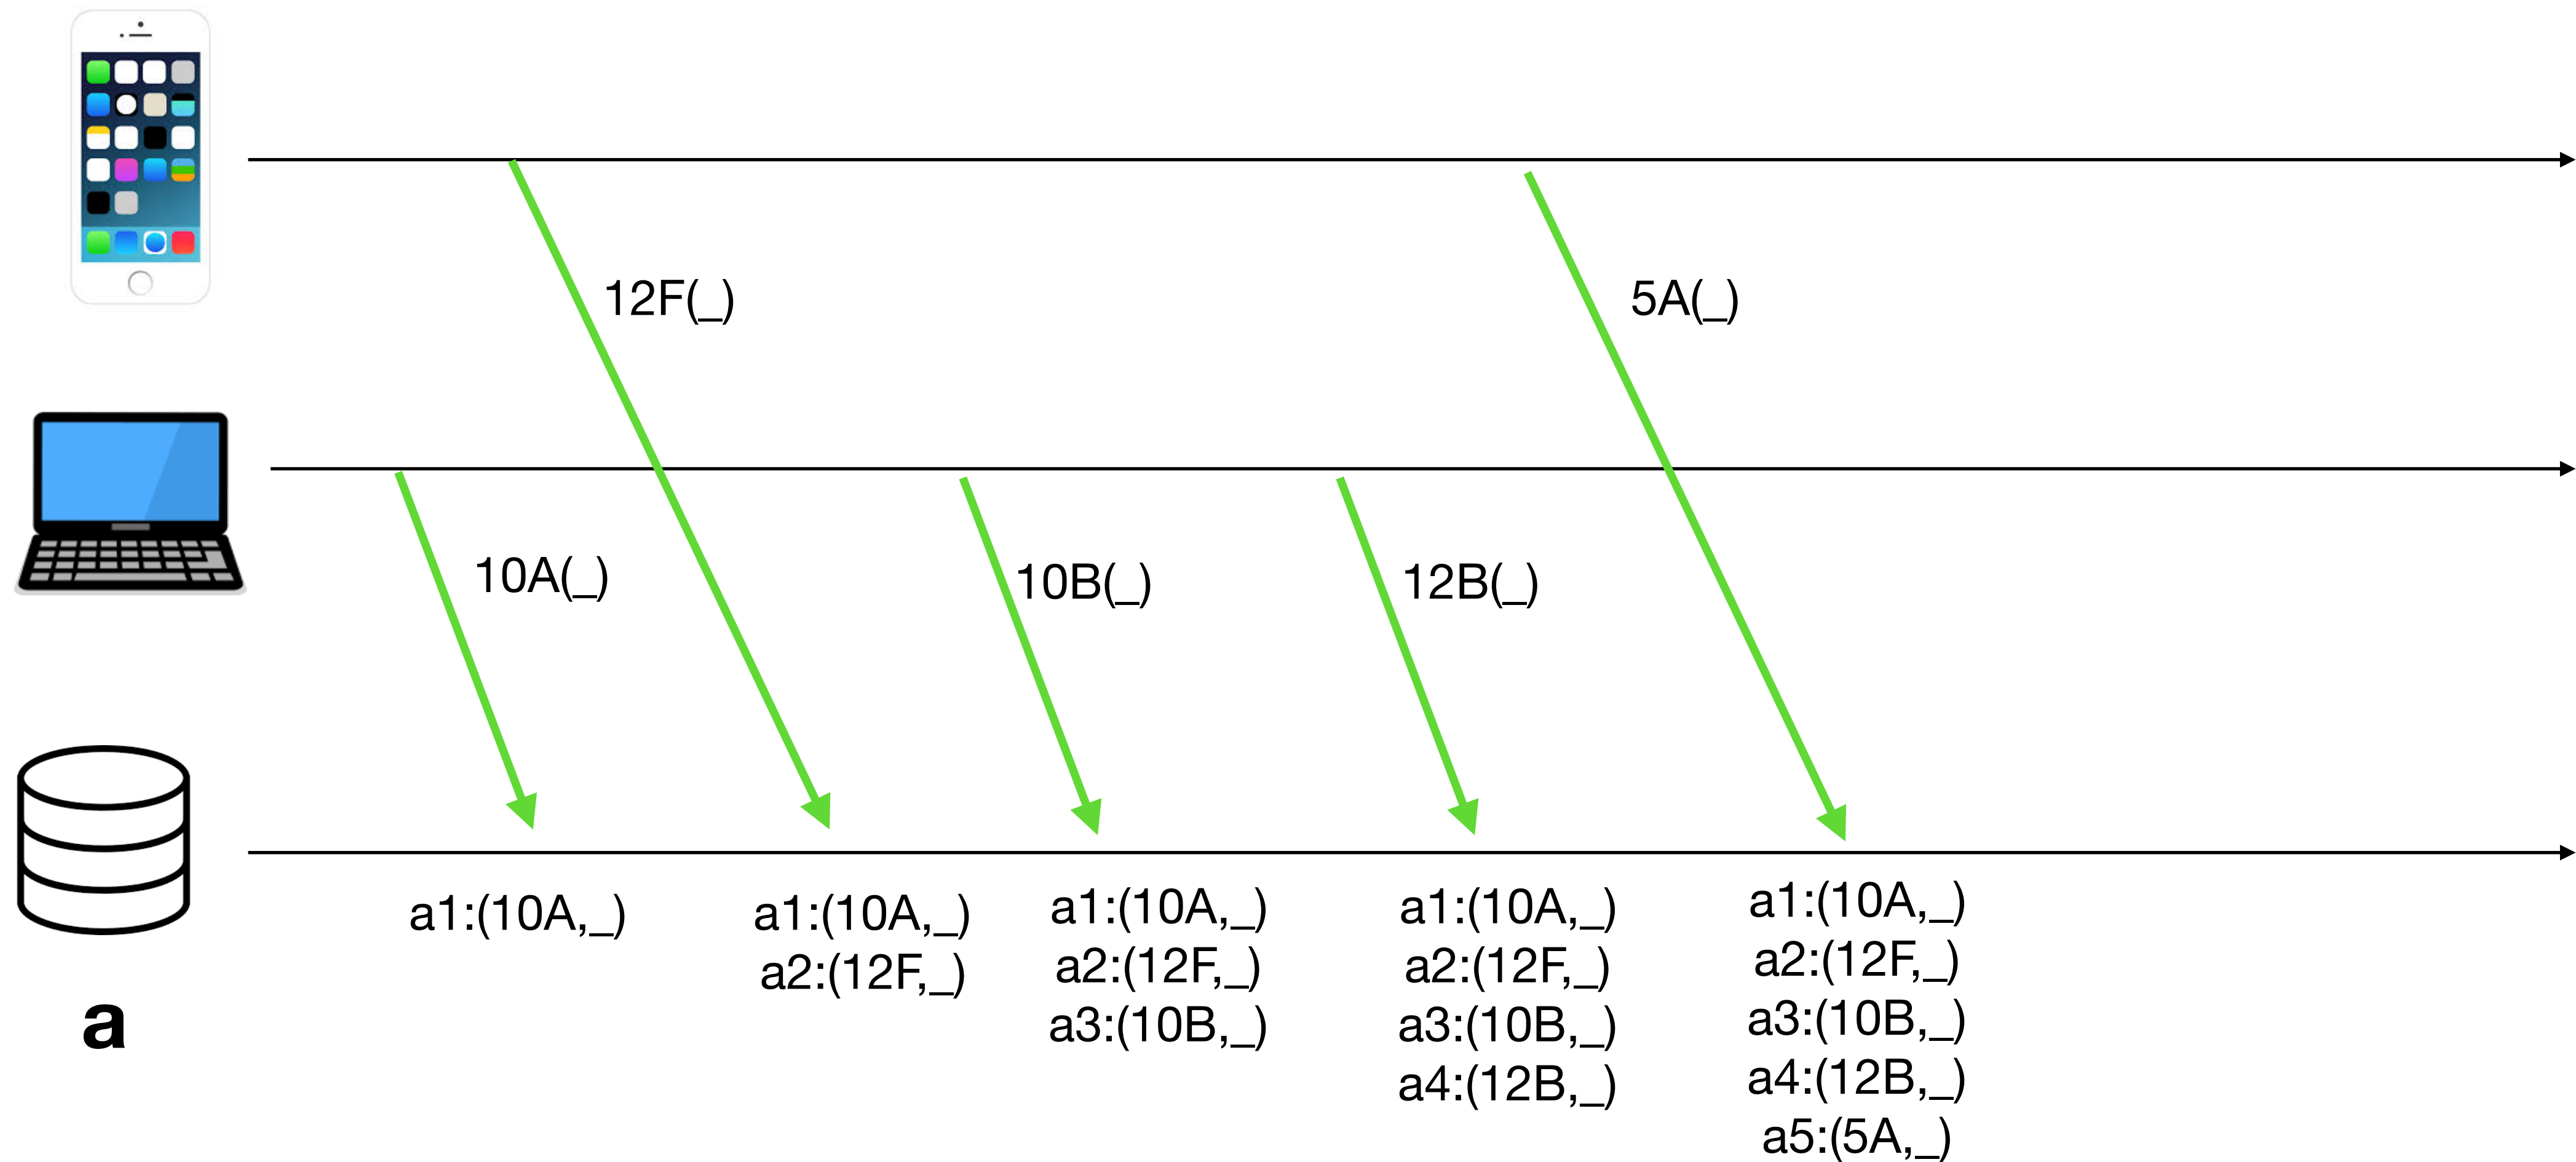 12F(_)
5A(_)
10A(_)
10B(_)
12B(_)
a1:(10A,_)
a1:(10A,_)
a2:(12F,_)
a1:(10A,_)
a2:(12F,_)
a3:(10B,_)
a1:(10A,_)
a2:(12F,_)
a3:(10B,_)
a4:(12B,_)
a1:(10A,_)
a2:(12F,_)
a3:(10B,_)
a4:(12B,_)
a5:(5A,_)
a